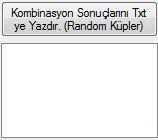 Kombinasyon Sonuçlarını Txt
ye Yazdır. (Random Küpler)